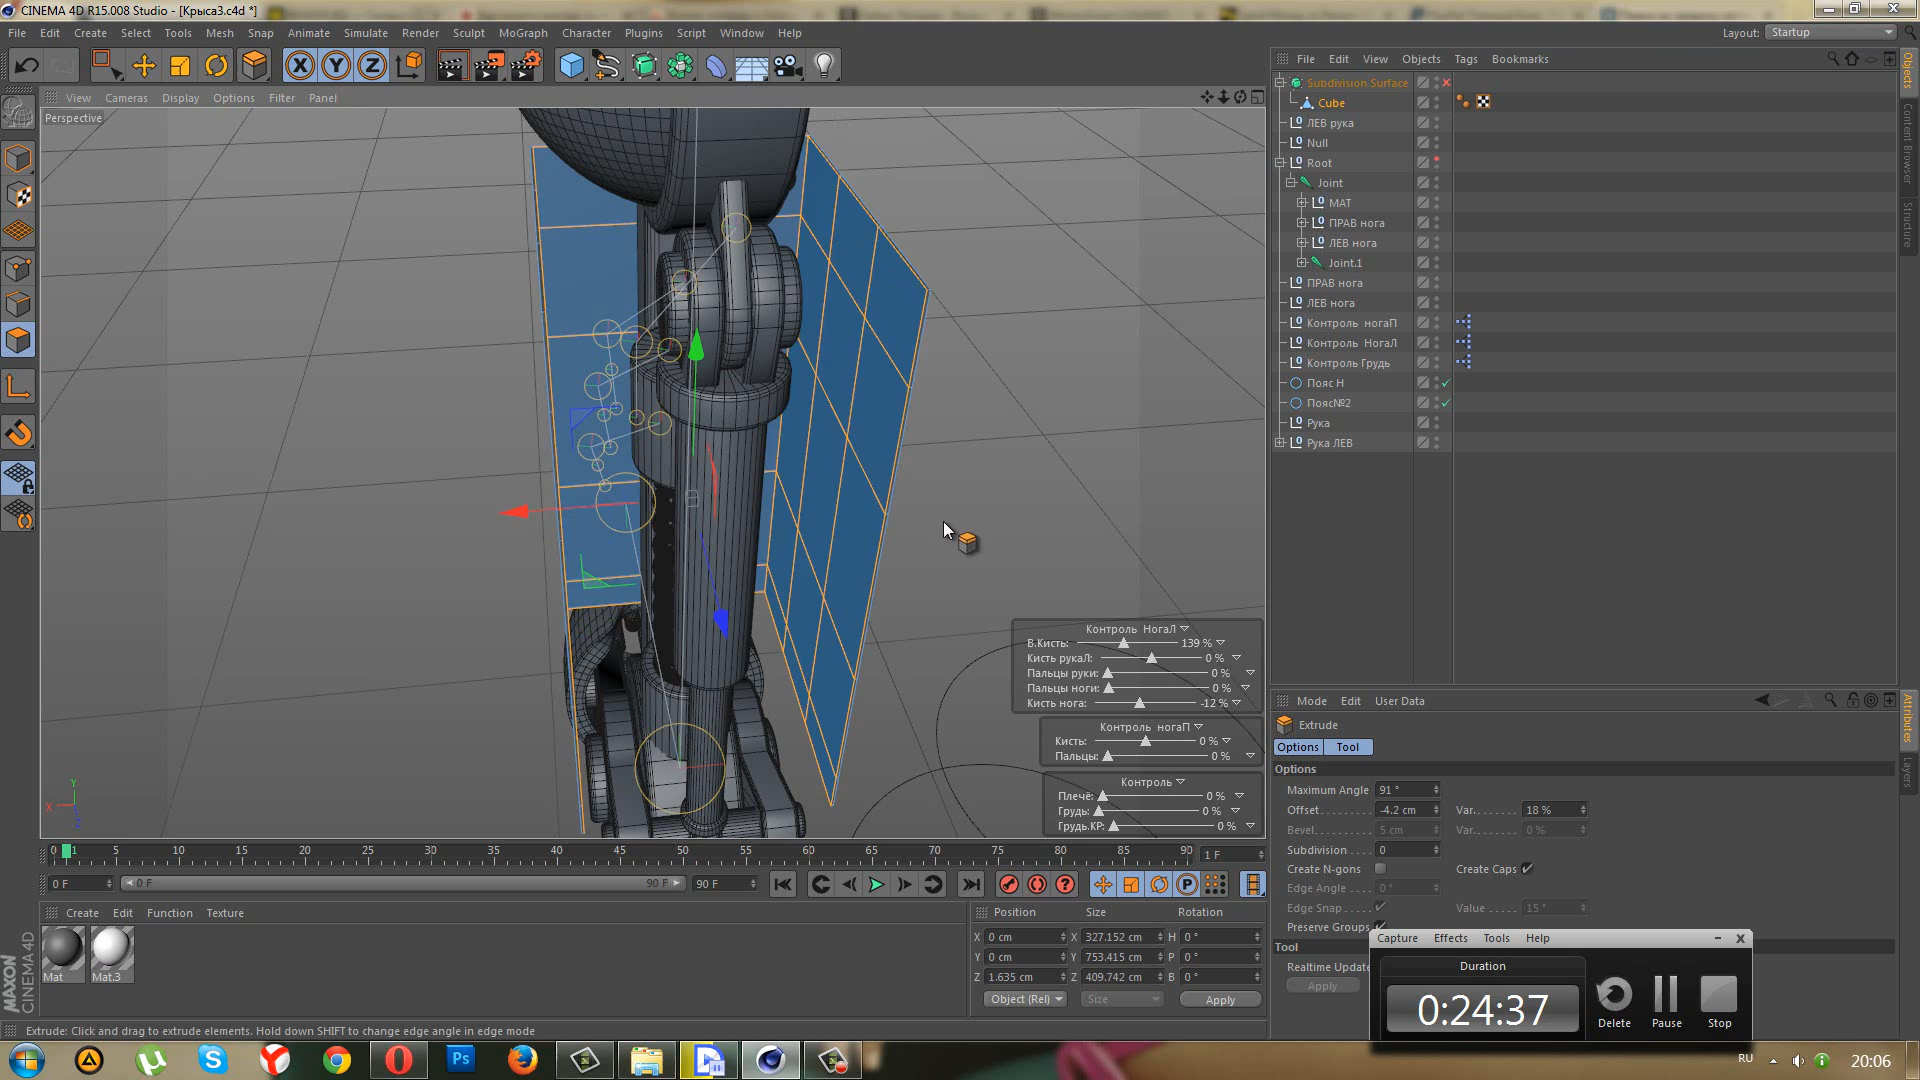 CINEMA 4D R15.008 Studio - [Крыса3.c4d *]
File Edit Create Select Tools Mesh Snap Animate Simulate Render Sculpt MoGraph Character Plugins Script Window Help
Layout: Startup
View Cameras Display Options Filter Panel
Perspective
File Edit View Objects Tags Bookmarks
Subdivision Surface
Cube
ЛЕВ рука
Null
Root
Joint
МАТ
ПРАВ нога
ЛЕВ нога
Joint.1
ПРАВ нога
ЛЕВ нога
Контроль ногаП
Контроль НогаЛ
Контроль Грудь
Пояс Н
Пояс№2
Рука
Рука ЛЕВ
Objects
Content Browser
Structure
Контроль НогаЛ
В.Кисть: 139 %
Кисть рукаЛ: 0 %
Пальцы руки: 0 %
Пальцы ноги: 0 %
Кисть нога: -12 %
Контроль ногаП
Кисть: 0 %
Пальцы: 0 %
Контроль
Плечё: 0 %
Грудь: 0 %
Грудь.КР: 0 %
Y
X
Z
Mode Edit User Data
Extrude
Options Tool
Options
Maximum Angle 91 °
Offset -4.2 cm Var. 18 %
Bevel 5 cm Var. 0 %
Subdivision 0
Create N-gons Create Caps
Edge Angle 0 °
Edge Snap Value 15 °
Preserve Groups
Tool
Realtime Update
Apply
Attributes
Layers
0 1 5 10 15 20 25 30 35 40 45 50 55 60 65 70 75 80 85 90 1 F
0 F 0 F 90 F 90 F
Create Edit Function Texture
Mat Mat.3
Position Size Rotation
X 0 cm X 327.152 cm H 0 °
Y 0 cm Y 753.415 cm P 0 °
Z 1.635 cm Z 409.742 cm B 0 °
Object (Rel) Size Apply
MAXON
CINEMA 4D
Extrude: Click and drag to extrude elements. Hold down SHIFT to change edge angle in edge mode
Capture Effects Tools Help
Duration
0:24:37
Delete Pause Stop
Ps
RU
20:06